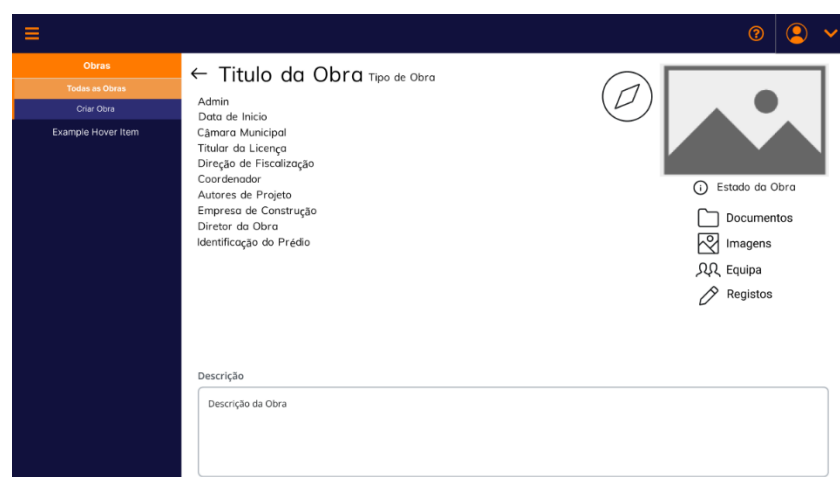 Obras
Todas as Obras
Criar Obra
Example Hover Item
Titulo da Obra Tipo de Obra
Admin
Data de Inicio
Câmara Municipal
Titular da Licença
Direção de Fiscalização
Coordenador
Autores de Projeto
Empresa de Construção
Diretor da Obra
Identificação do Prédio
Estado da Obra
Documentos
Imagens
Equipa
Registos
Descrição
Descrição da Obra